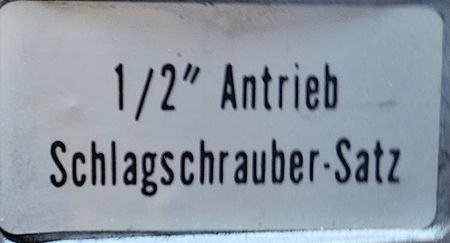 1/2" Antrieb
Schlagschrauber-Satz